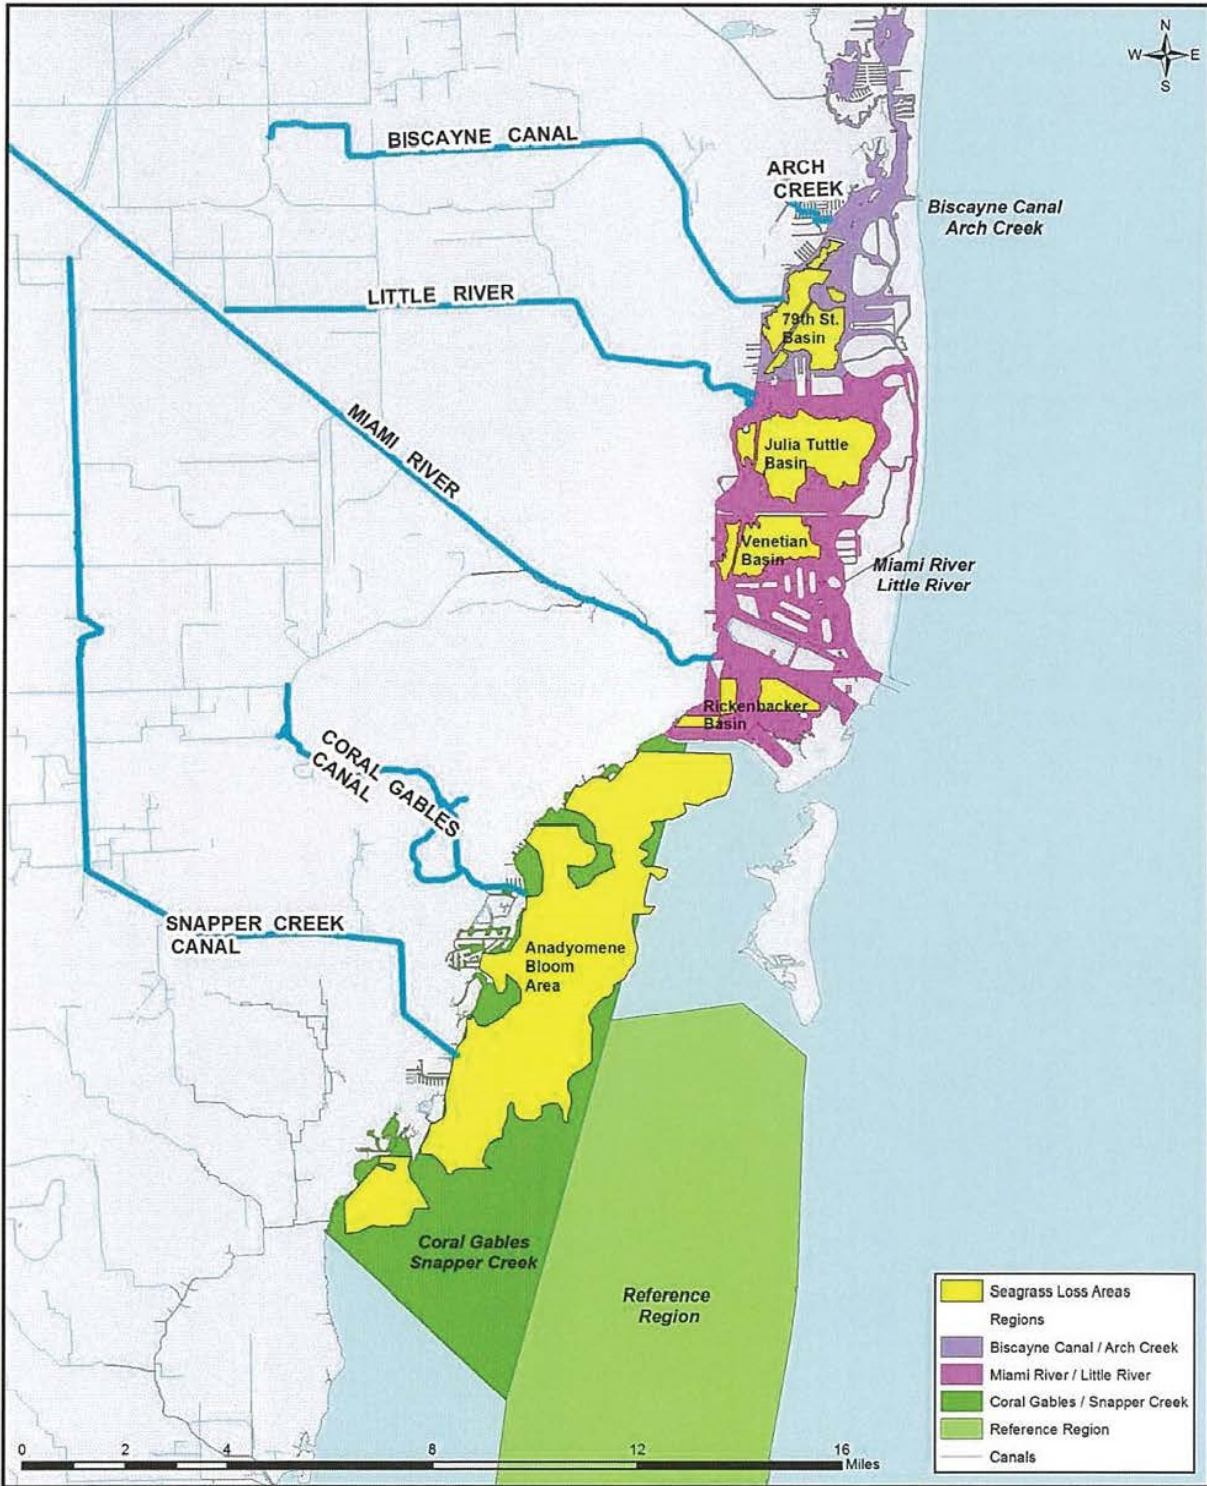 N
W E
S
BISCAYNE CANAL
ARCH
CREEK
Biscayne Canal
Arch Creek
LITTLE RIVER
79th St.
Basin
MIAMI RIVER
Julia Tuttle
Basin
Venetian
Basin
Miami River
Little River
Rickenbacker
Basin
CORAL GABLES
CANAL
SNAPPER CREEK
CANAL
Anadyomene
Bloom
Area
Coral Gables
Snapper Creek
Reference
Region
Seagrass Loss Areas
Regions
Biscayne Canal / Arch Creek
Miami River / Little River
Coral Gables / Snapper Creek
Reference Region
Canals
0 2 4 8 12 16
Miles